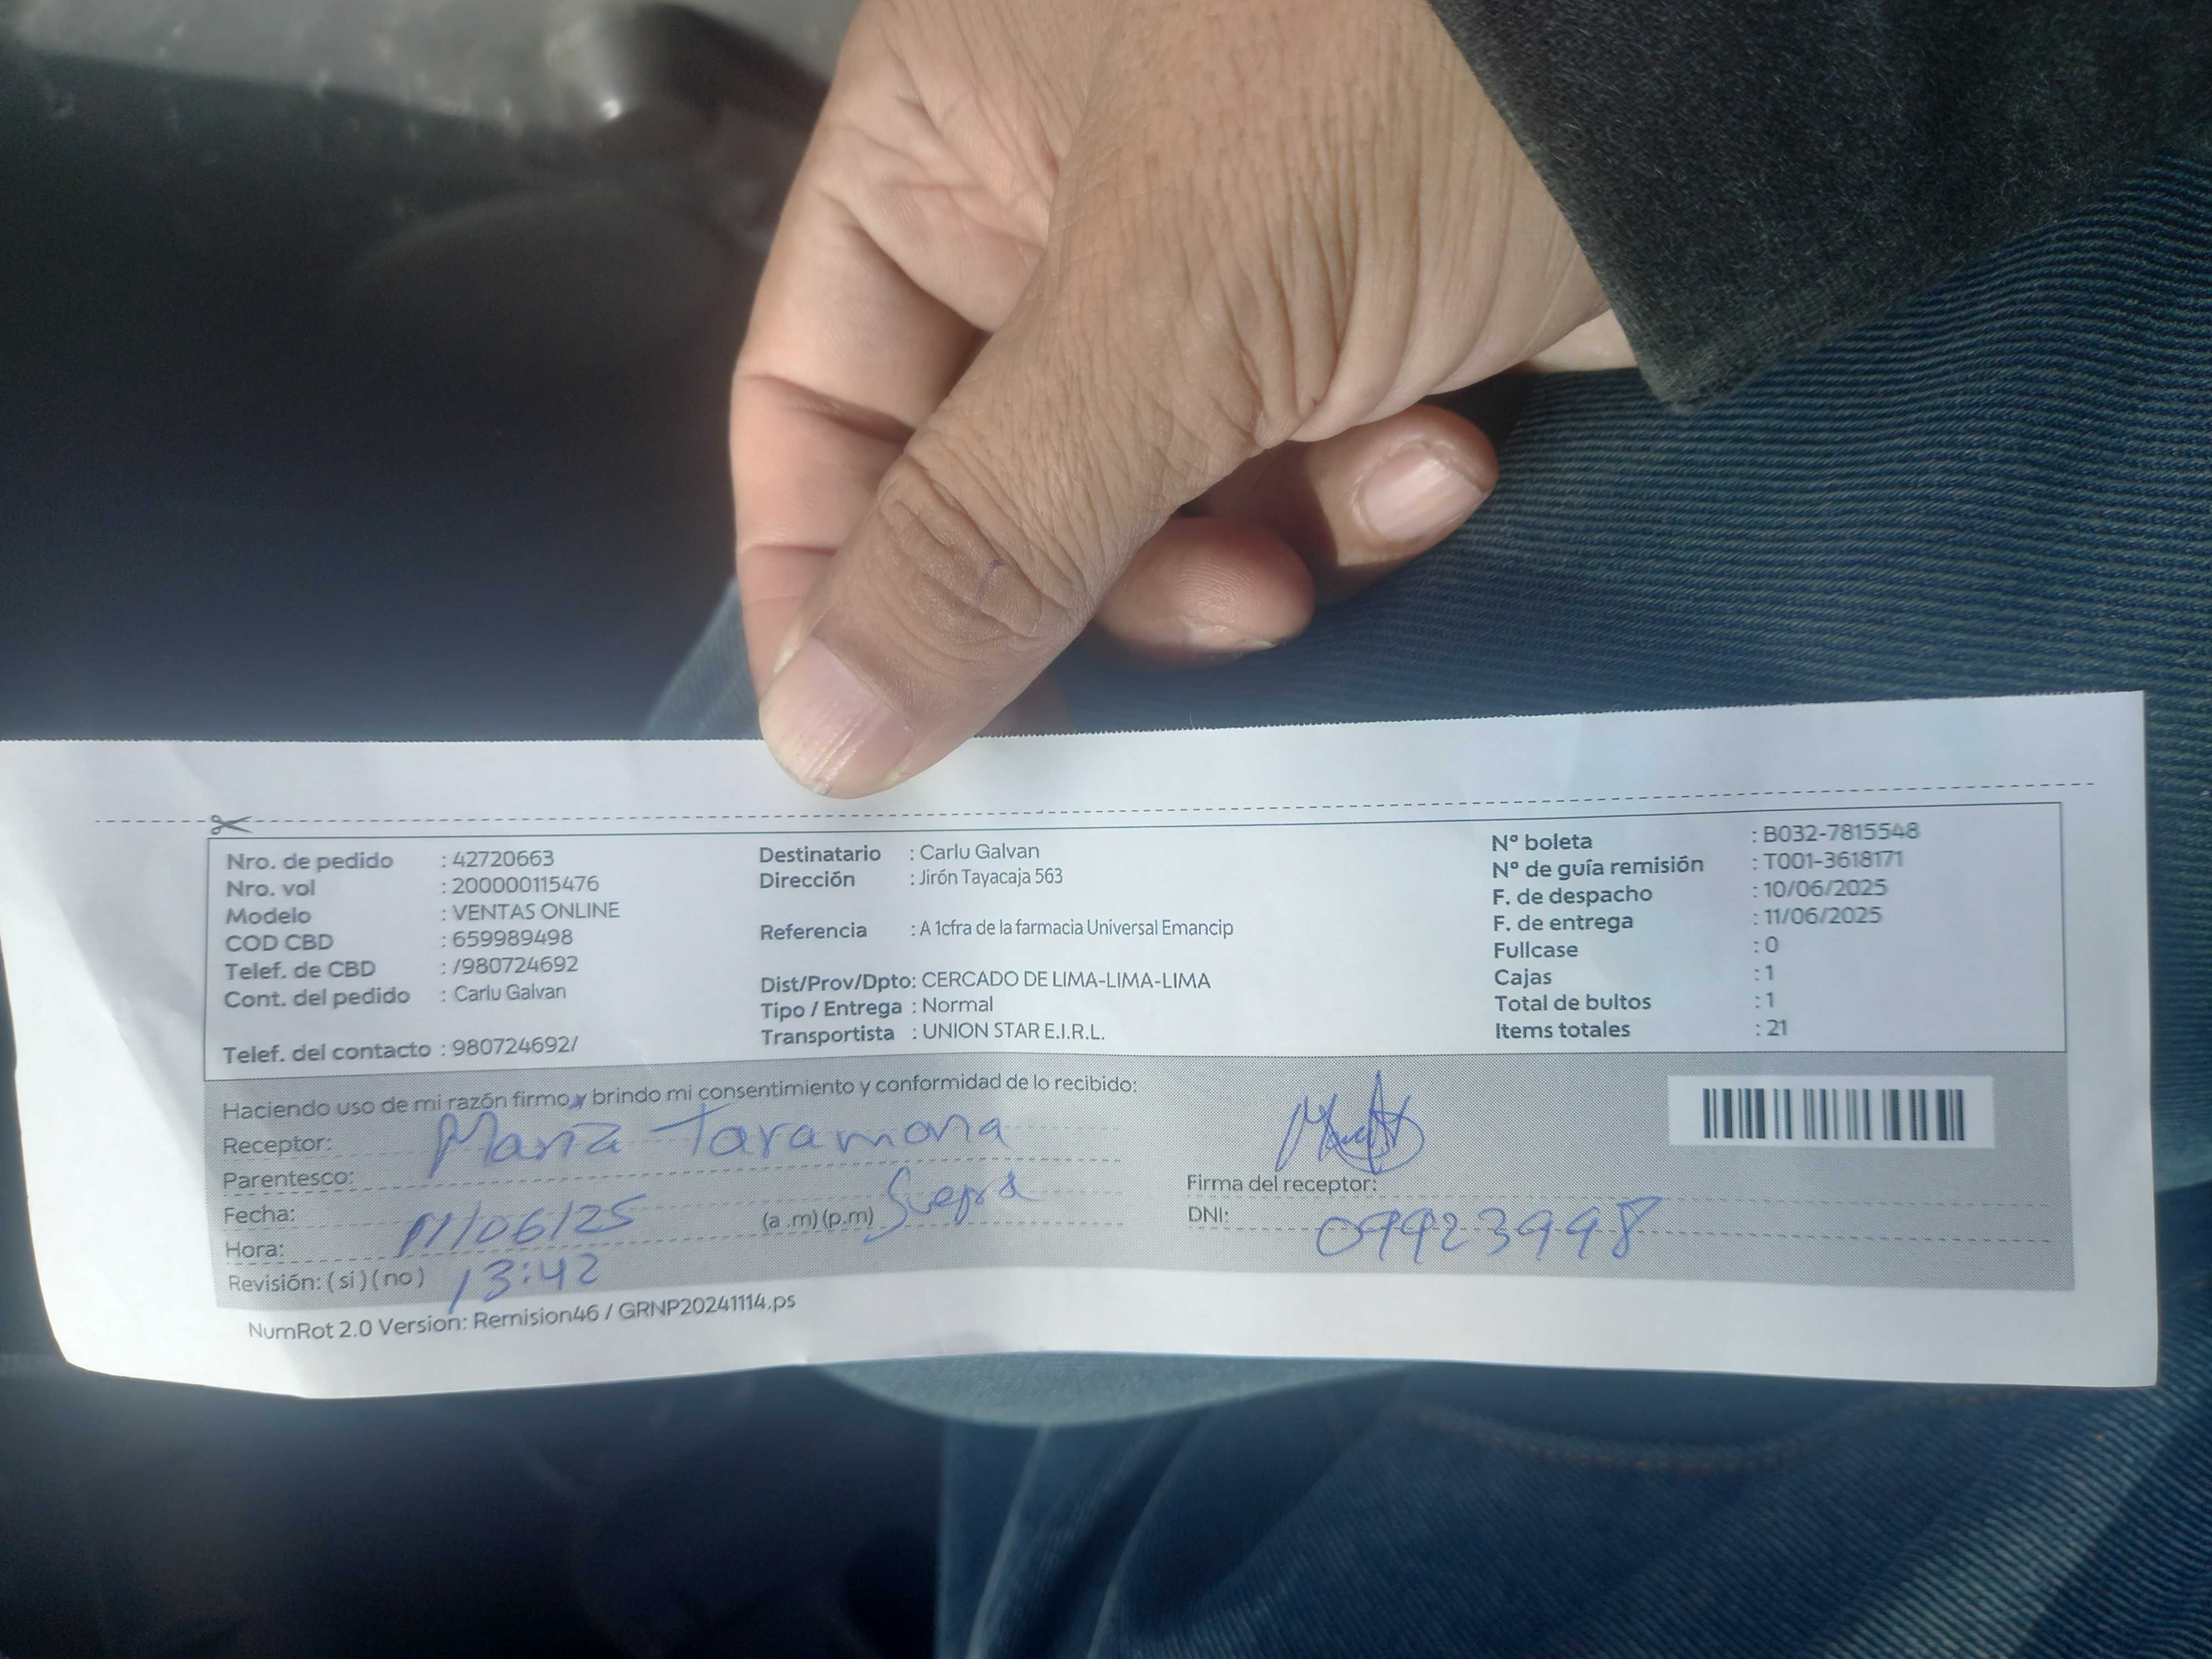 Nro. de pedido : 42720663
Nro. vol : 200000115476
Modelo : VENTAS ONLINE
COD CBD : 659989498
Telef. de CBD : /980724692
Cont. del pedido : Carlu Galvan
Telef. del contacto : 980724692/
Destinatario : Carlu Galvan
Dirección : Jirón Tayacaja 563
Referencia : A 1cfra de la farmacia Universal Emancip
Dist/Prov/Dpto: CERCADO DE LIMA-LIMA-LIMA
Tipo / Entrega : Normal
Transportista : UNION STAR E.I.R.L.
Nº boleta : B032-7815548
Nº de guía remisión : T001-3618171
F. de despacho : 10/06/2025
F. de entrega : 11/06/2025
Fullcase : 0
Cajas : 1
Total de bultos : 1
Items totales : 21
Haciendo uso de mi razón firmo y brindo mi consentimiento y conformidad de lo recibido:
Receptor: Maria Taramona
Parentesco: Suegra
Fecha: 11/06/25
Hora: 13:42 (a .m) (p.m)
Revisión: ( si ) ( no )
Firma del receptor:
DNI: 09923998
NumRot 2.0 Version: Remision46 / GRNP20241114.ps